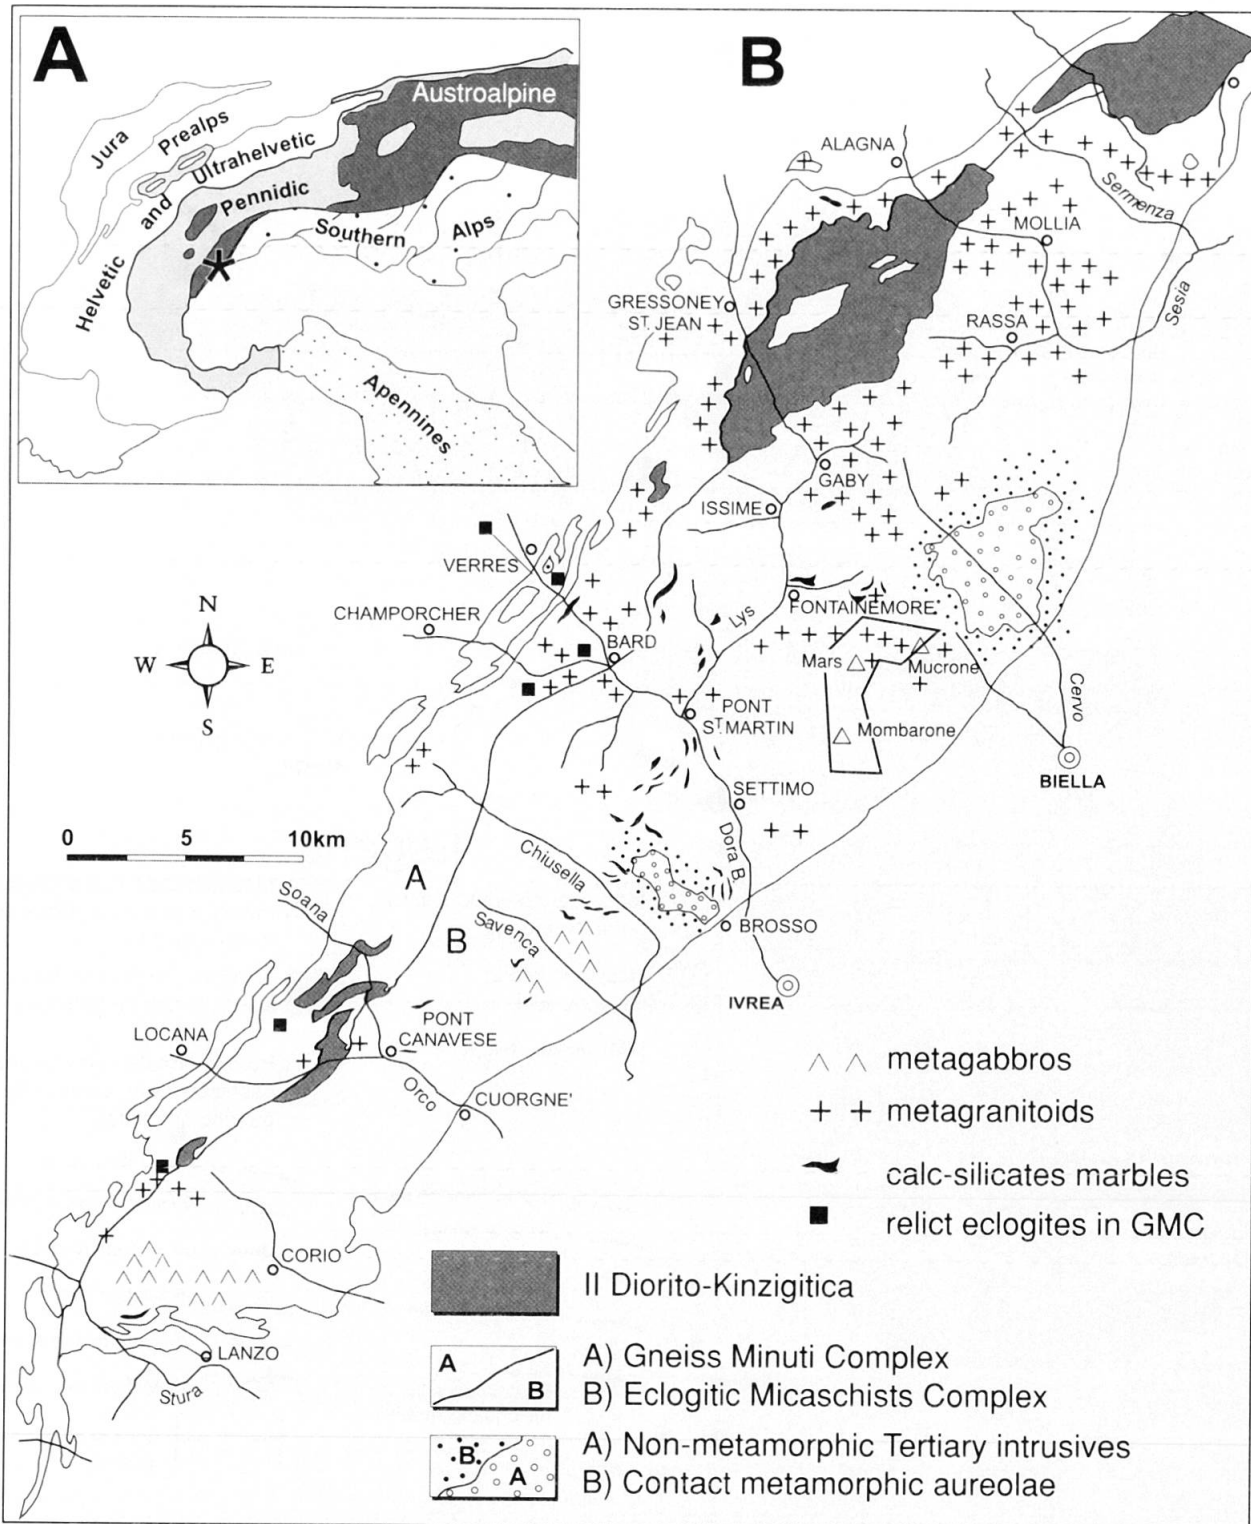 A
Austroalpine
Jura
Prealps
and Ultrahelvetic
Pennidic
Helvetic
Southern Alps
Apennines
B
ALAGNA
Sermenza
MOLLIA
GRESSONEY
ST. JEAN
RASSA
Sesia
GABY
ISSIME
VERRES
CHAMPORCHER
FONTAINEMORE
Lys
BARD
Mars
Mucrone
N
W E
S
PONT
ST. MARTIN
Mombarone
Cervo
BIELLA
SETTIMO
Dora B.
0 5 10km
Chiusella
A
Soana
B
Savenca
BROSSO
IVREA
LOCANA
PONT
CANAVESE
Orco
CUORGNE'
CORIO
LANZO
Stura
metagabbros
metagranitoids
calc-silicates marbles
relict eclogites in GMC
II Diorito-Kinzigitica
A
B
A) Gneiss Minuti Complex
B) Eclogitic Micaschists Complex
B
A
A) Non-metamorphic Tertiary intrusives
B) Contact metamorphic aureolae